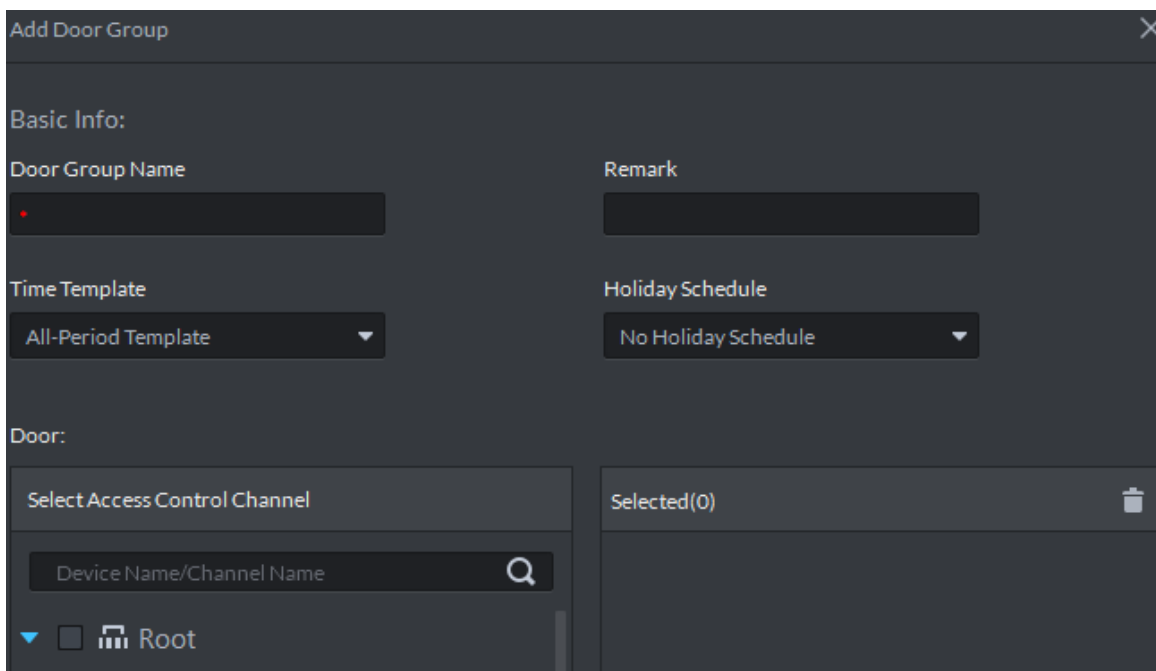 Add Door Group
Basic Info:
Door Group Name
Remark
Time Template
Holiday Schedule
All-Period Template
No Holiday Schedule
Door:
Select Access Control Channel
Selected(0)
Device Name/Channel Name
Root